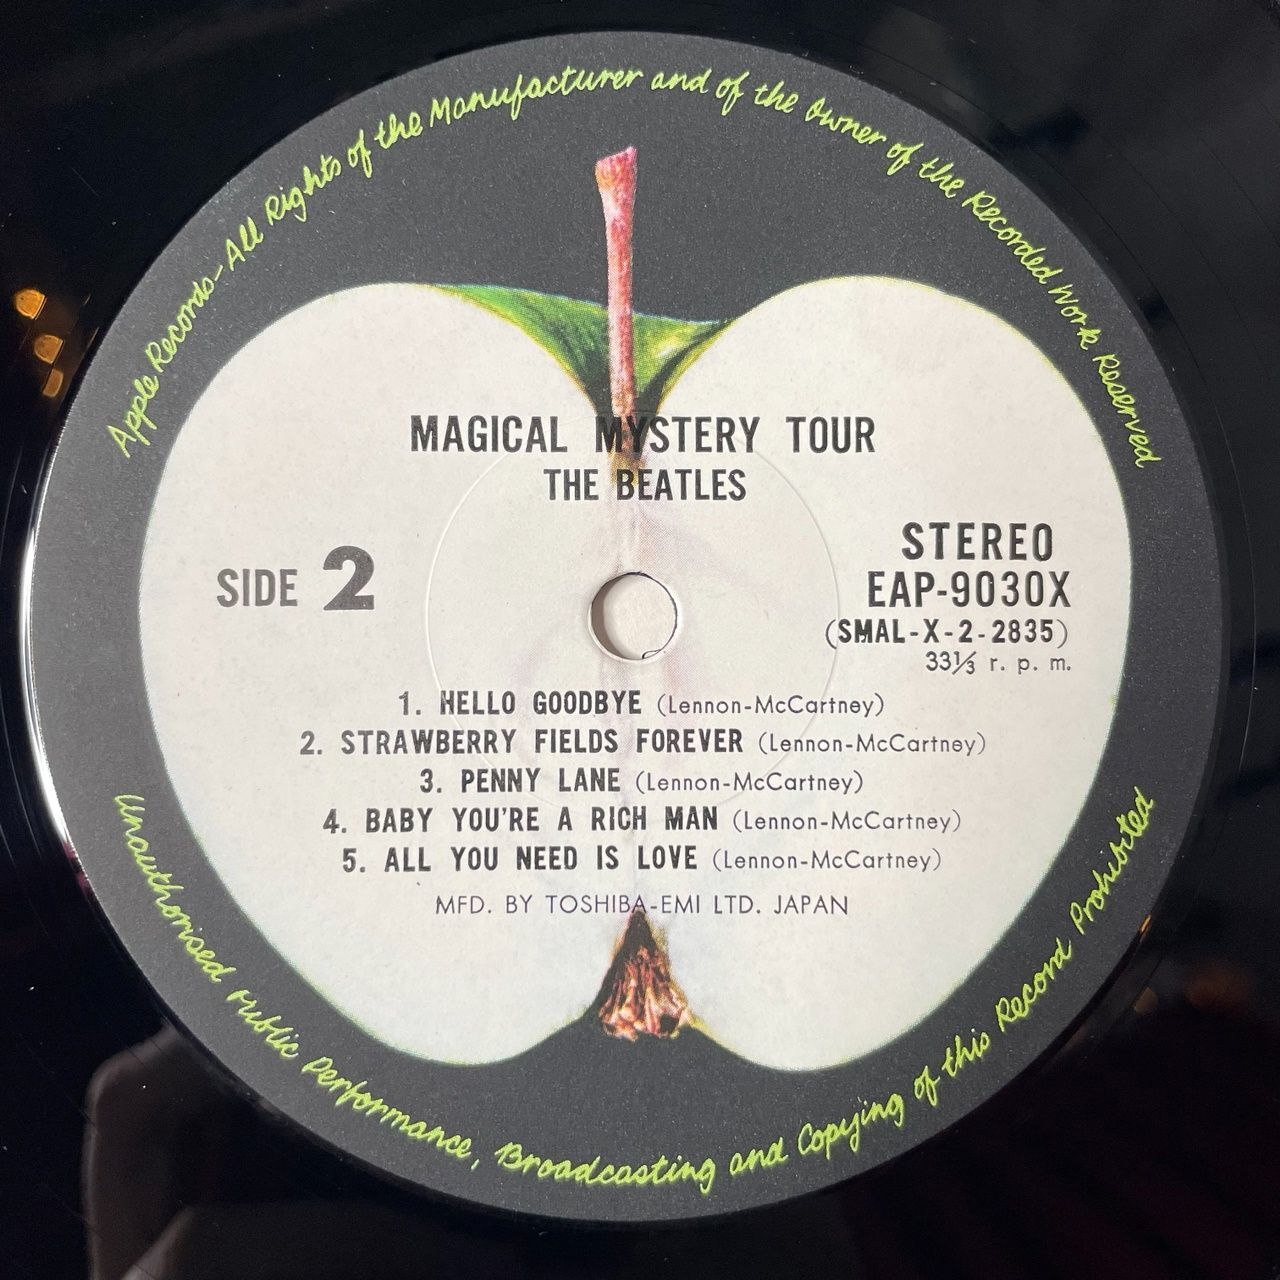 Apple Records-All Rights of the Manufacturer and of the Owner of the Recorded Work Reserved
MAGICAL MYSTERY TOUR
THE BEATLES
SIDE 2
STEREO
EAP-9030X
(SMAL-X-2-2835)
33⅓ r. p. m.
1. HELLO GOODBYE (Lennon-McCartney)
2. STRAWBERRY FIELDS FOREVER (Lennon-McCartney)
3. PENNY LANE (Lennon-McCartney)
4. BABY YOU'RE A RICH MAN (Lennon-McCartney)
5. ALL YOU NEED IS LOVE (Lennon-McCartney)
MFD. BY TOSHIBA-EMI LTD. JAPAN
Unauthorised Public Performance, Broadcasting and Copying of this Record Prohibited